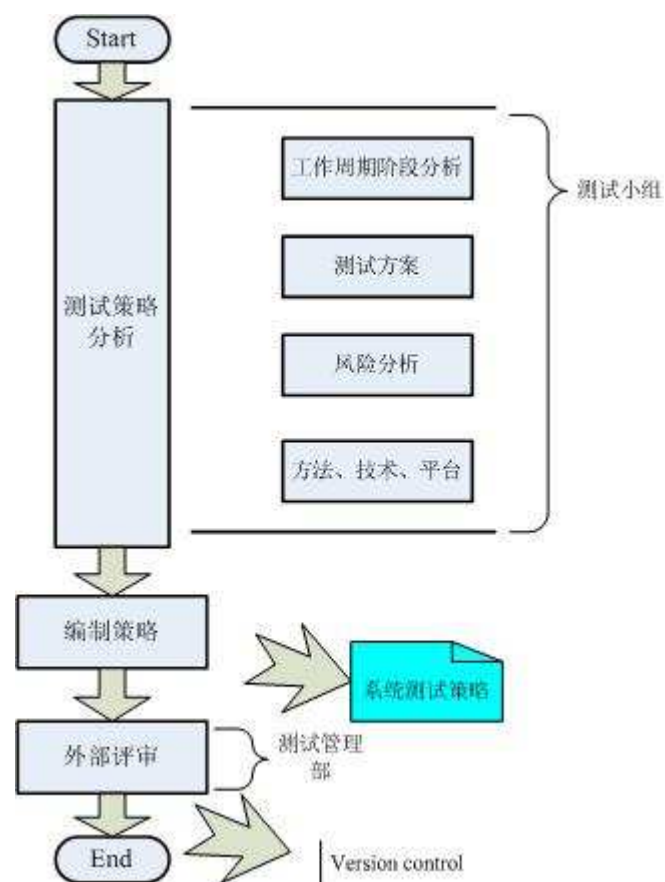 Start
测试策略
分析
工作周期阶段分析
测试方案
风险分析
方法、技术、平台
测试小组
编制策略
系统测试策略
外部评审
测试管理
部
End
Version control